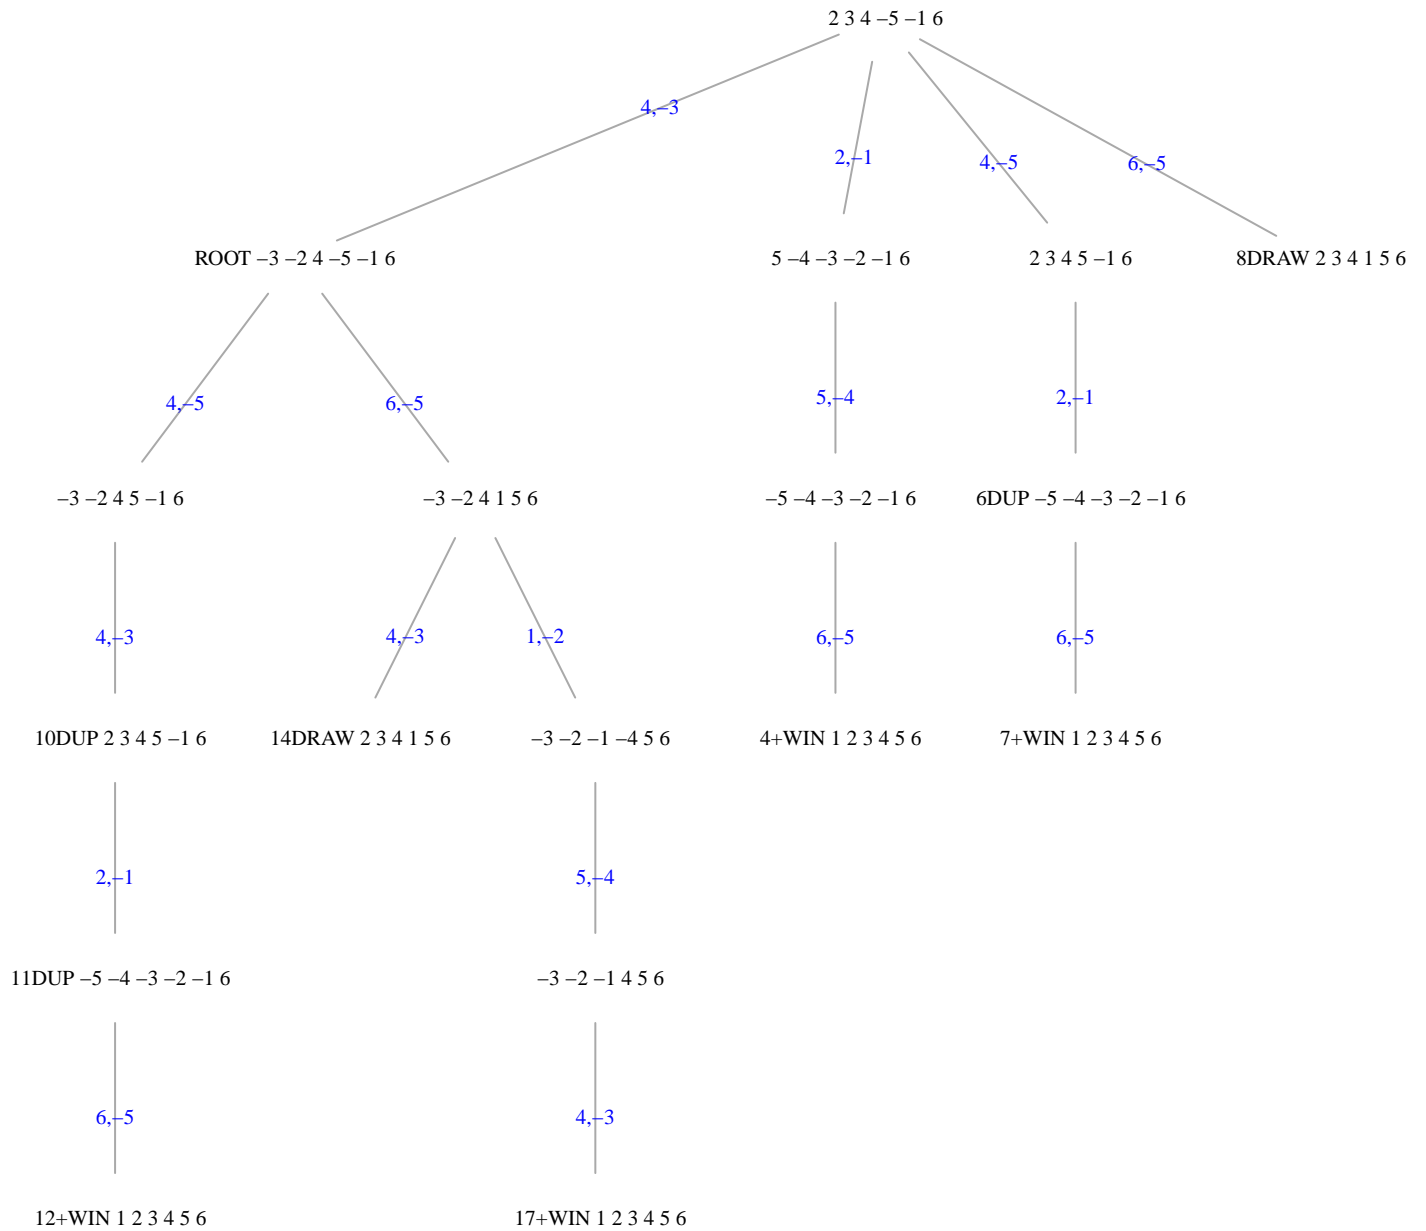 2 3 4 −5 −1 6
4,−3
2,−1
4,−5
6,−5
ROOT −3 −2 4 −5 −1 6
5 −4 −3 −2 −1 6
2 3 4 5 −1 6
8DRAW 2 3 4 1 5 6
4,−5
6,−5
5,−4
2,−1
−3 −2 4 5 −1 6
−3 −2 4 1 5 6
−5 −4 −3 −2 −1 6
6DUP −5 −4 −3 −2 −1 6
4,−3
4,−3
1,−2
6,−5
6,−5
10DUP 2 3 4 5 −1 6
14DRAW 2 3 4 1 5 6
−3 −2 −1 −4 5 6
4+WIN 1 2 3 4 5 6
7+WIN 1 2 3 4 5 6
2,−1
5,−4
11DUP −5 −4 −3 −2 −1 6
−3 −2 −1 4 5 6
6,−5
4,−3
12+WIN 1 2 3 4 5 6
17+WIN 1 2 3 4 5 6